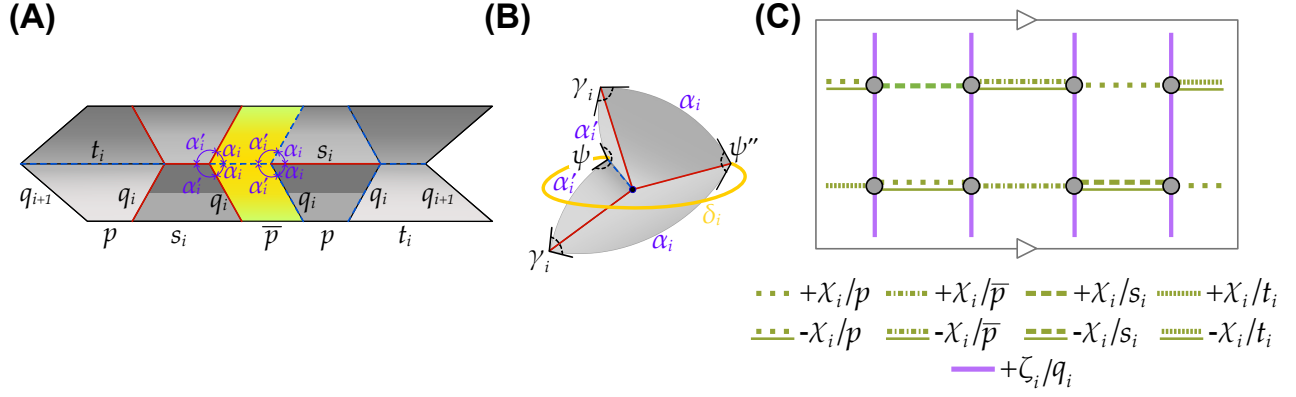 (A)
t_i α'_i α_i α'_i α_i s_i
α'_i α_i α'_i α_i
q_{i+1} q_i q_i q_i q_i q_{i+1}
p s_i p̅ p t_i
(B)
γ_i α_i
α'_i
ψ ψ''
α'_i
δ_i
γ_i α_i
(C)
+χ_i/p +χ_i/p̅ +χ_i/s_i +χ_i/t_i
-χ_i/p -χ_i/p̅ -χ_i/s_i -χ_i/t_i
+ζ_i/q_i